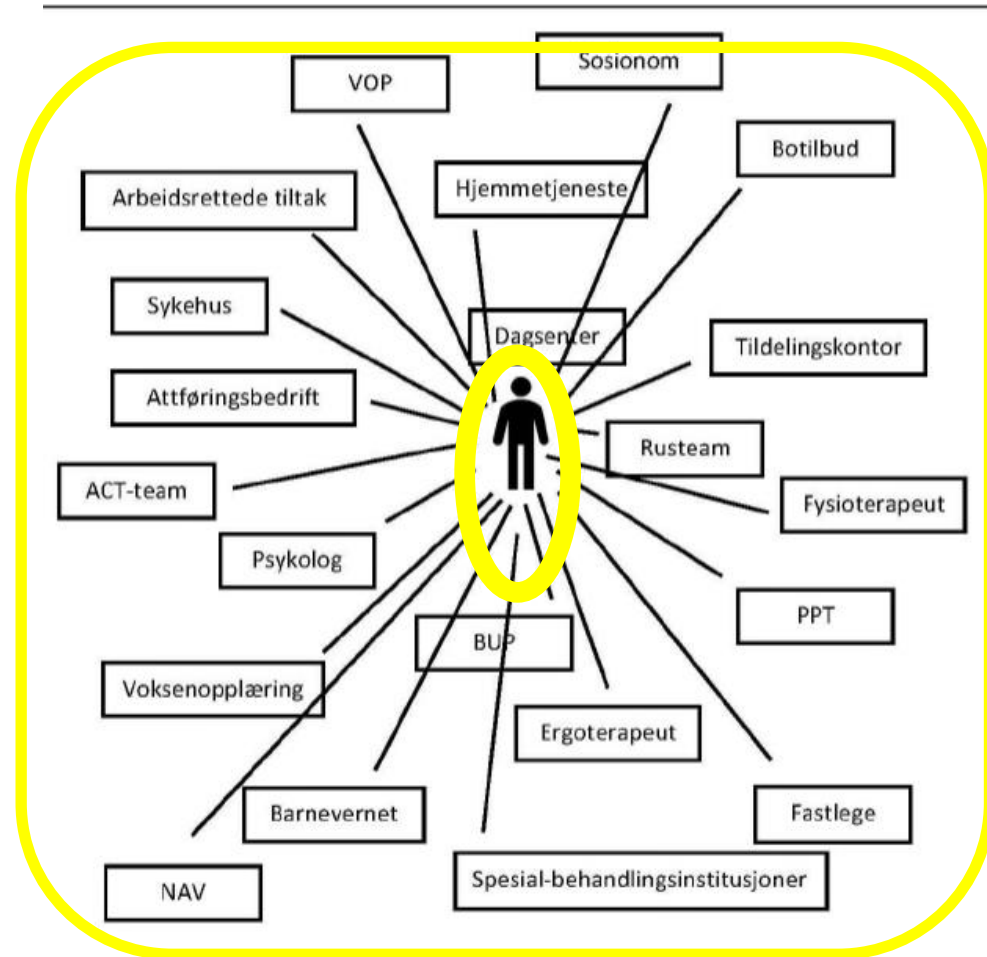 Sosionom
VOP
Botilbud
Hjemmetjeneste
Arbeidsrettede tiltak
Sykehus
Dagsenter
Tildelingskontor
Attføringsbedrift
Rusteam
ACT-team
Fysioterapeut
Psykolog
PPT
BUP
Voksenopplæring
Ergoterapeut
Barnevernet
Fastlege
Spesial-behandlingsinstitusjoner
NAV